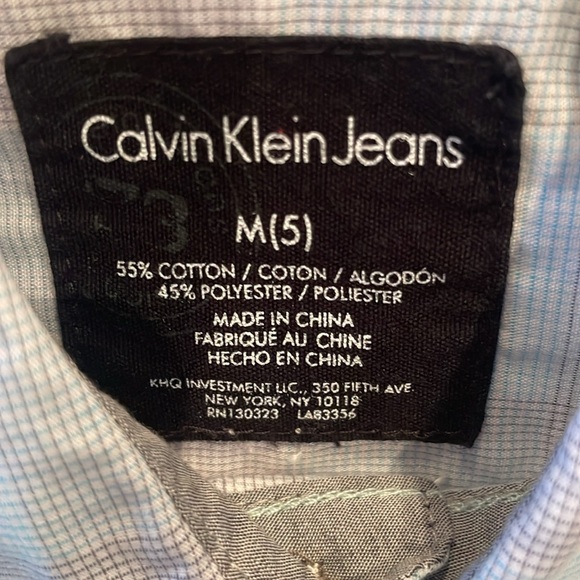 Calvin Klein Jeans
M(5)
55% COTTON / COTON / ALGODÓN
45% POLYESTER / POLIESTER
MADE IN CHINA
FABRIQUÉ AU CHINE
HECHO EN CHINA
KHQ INVESTMENT LLC., 350 FIFTH AVE.
NEW YORK, NY 10118
RN130323 LA83356